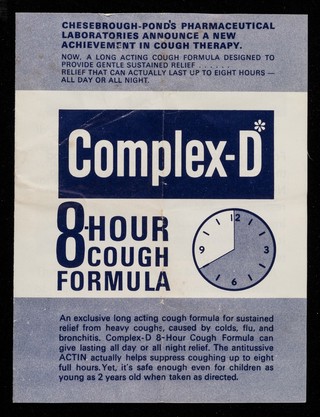 CHESEBROUGH-POND'S PHARMACEUTICAL
LABORATORIES ANNOUNCE A NEW
ACHIEVEMENT IN COUGH THERAPY.
NOW, A LONG ACTING COUGH FORMULA DESIGNED TO
PROVIDE GENTLE SUSTAINED RELIEF . . . . . .
RELIEF THAT CAN ACTUALLY LAST UP TO EIGHT HOURS —
ALL DAY OR ALL NIGHT.
Complex-D*
8-HOUR
COUGH
FORMULA
12
9
3
6
An exclusive long acting cough formula for sustained
relief from heavy coughs, caused by colds, flu, and
bronchitis. Complex-D 8-Hour Cough Formula can
give lasting all day or all night relief. The antitussive
ACTIN actually helps suppress coughing up to eight
full hours. Yet, it's safe enough even for children as
young as 2 years old when taken as directed.